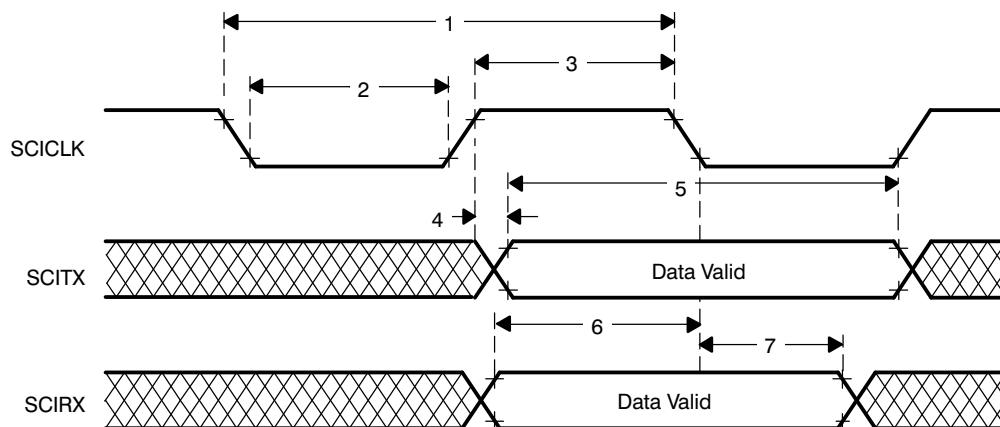 1
3
2
SCICLK
5
4
SCITX
Data Valid
6
7
SCIRX
Data Valid